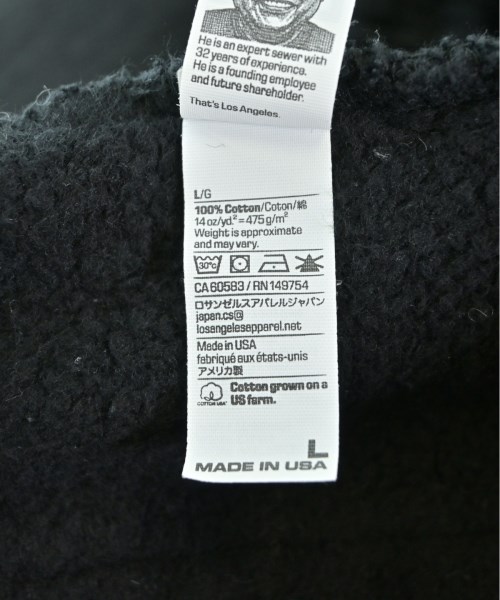 He is an expert sewer with
32 years of experience.
He is a founding employee
and future shareholder.
That's Los Angeles.
L/G
100% Cotton/Coton/綿
14 oz/yd.² = 475 g/m²
Weight is approximate
and may vary.
30°C
CA 60583 / RN 149754
ロサンゼルスアパレルジャパン
japan.cs@
losangelesapparel.net
Made in USA
fabriqué aux états-unis
アメリカ製
COTTON USA
Cotton grown on a
US farm.
L
MADE IN USA